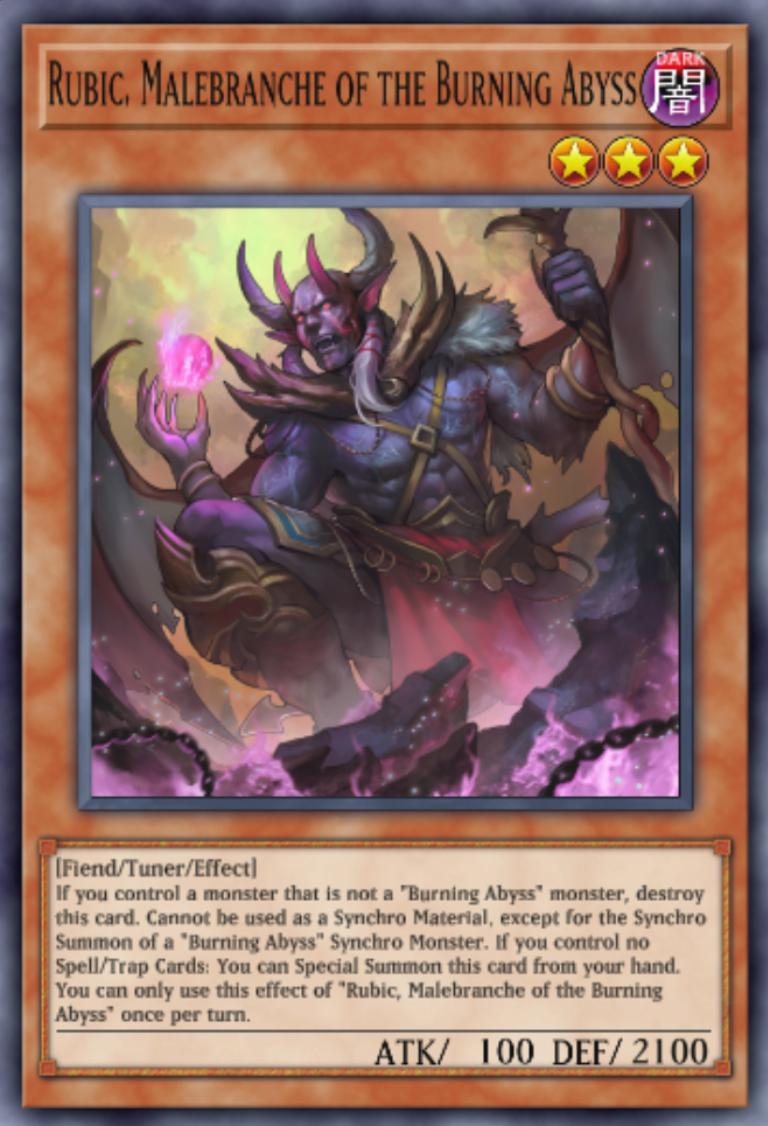 Rubic, Malebranche of the Burning Abyss
DARK
闇
[Fiend/Tuner/Effect]
If you control a monster that is not a "Burning Abyss" monster, destroy
this card. Cannot be used as a Synchro Material, except for the Synchro
Summon of a "Burning Abyss" Synchro Monster. If you control no
Spell/Trap Cards: You can Special Summon this card from your hand.
You can only use this effect of "Rubic, Malebranche of the Burning
Abyss" once per turn.
ATK/ 100 DEF/ 2100